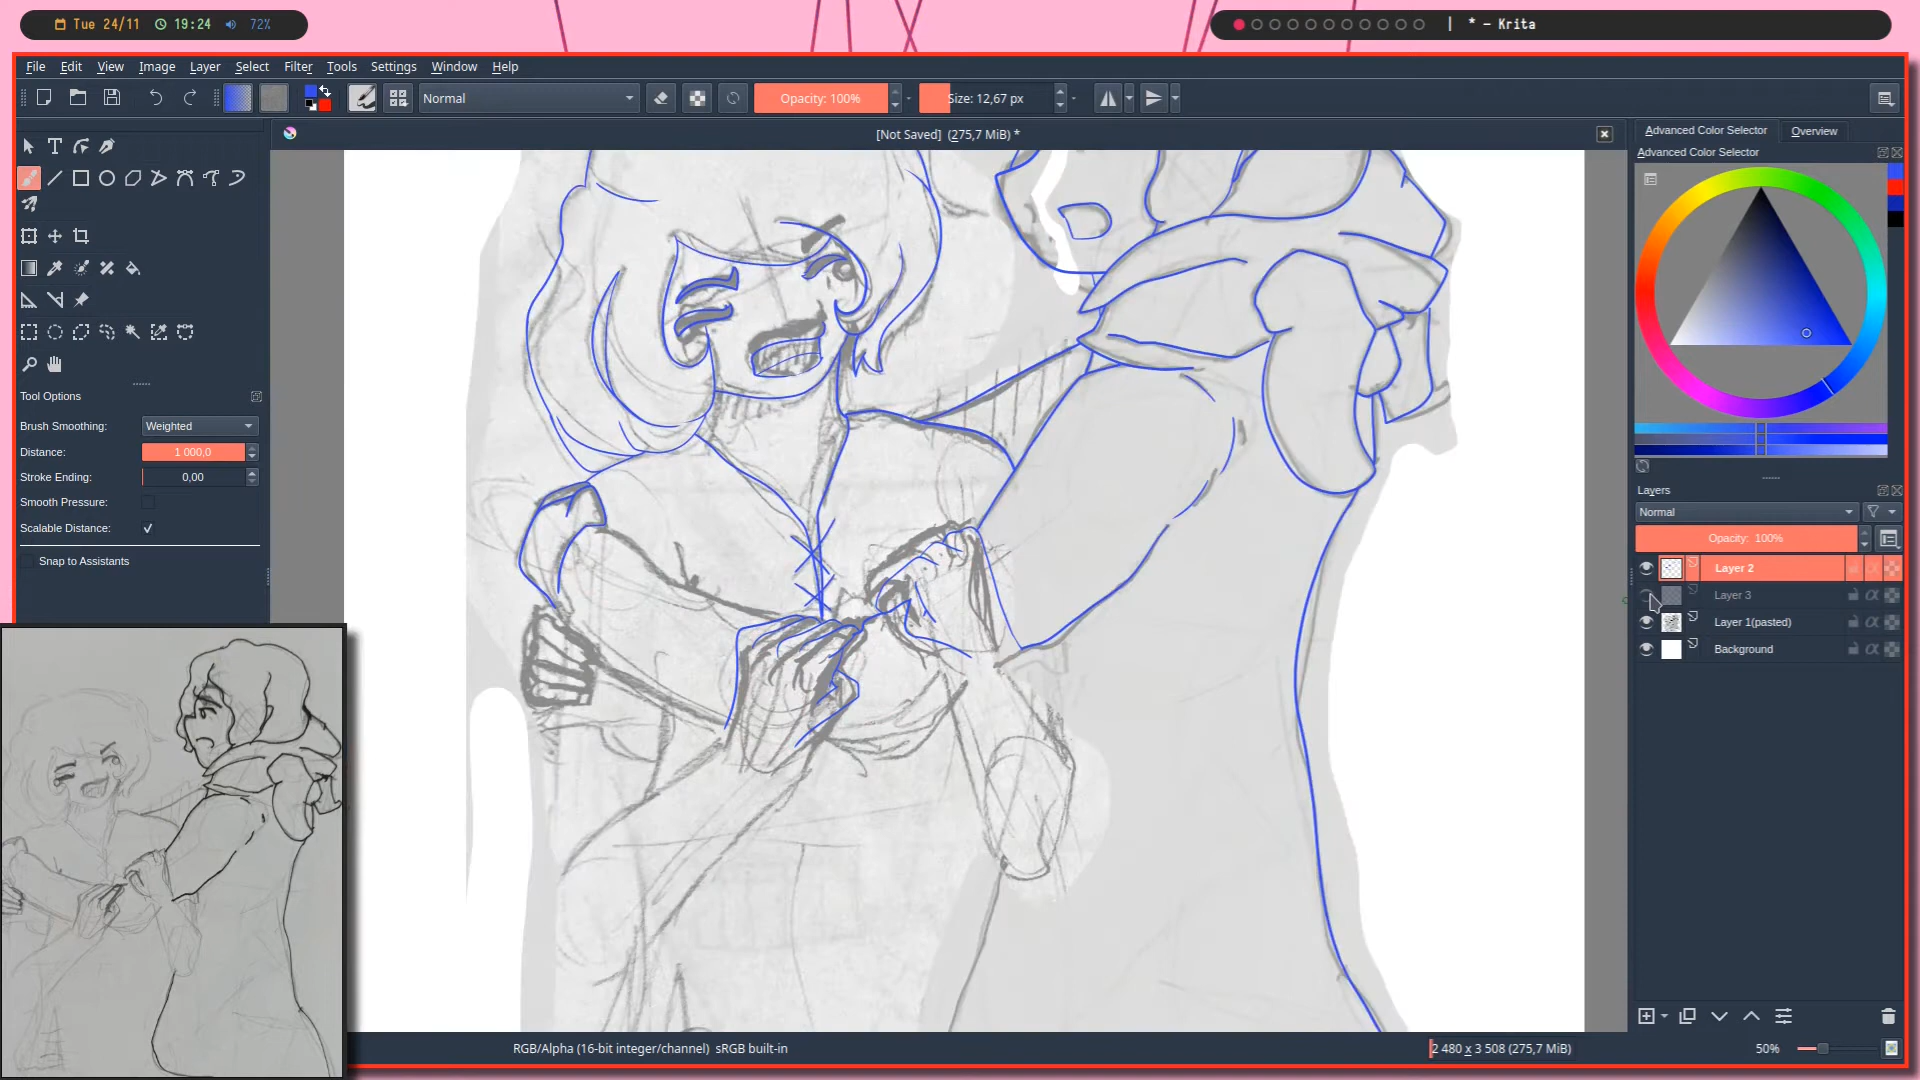 Tue 24/11 19:24 72%
| * – Krita
File Edit View Image Layer Select Filter Tools Settings Window Help
Normal Opacity: 100% Size: 12,67 px
[Not Saved] (275,7 MiB) *
Advanced Color Selector Overview
Advanced Color Selector
Tool Options
Brush Smoothing: Weighted
Distance: 1 000,0
Stroke Ending: 0,00
Smooth Pressure:
Scalable Distance:
Snap to Assistants
Layers
Normal
Opacity: 100%
Layer 2
Layer 3
Layer 1(pasted)
Background
RGB/Alpha (16-bit integer/channel) sRGB built-in
2 480 x 3 508 (275,7 MiB)
50%